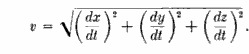 v = √((dx/dt)² + (dy/dt)² + (dz/dt)²).